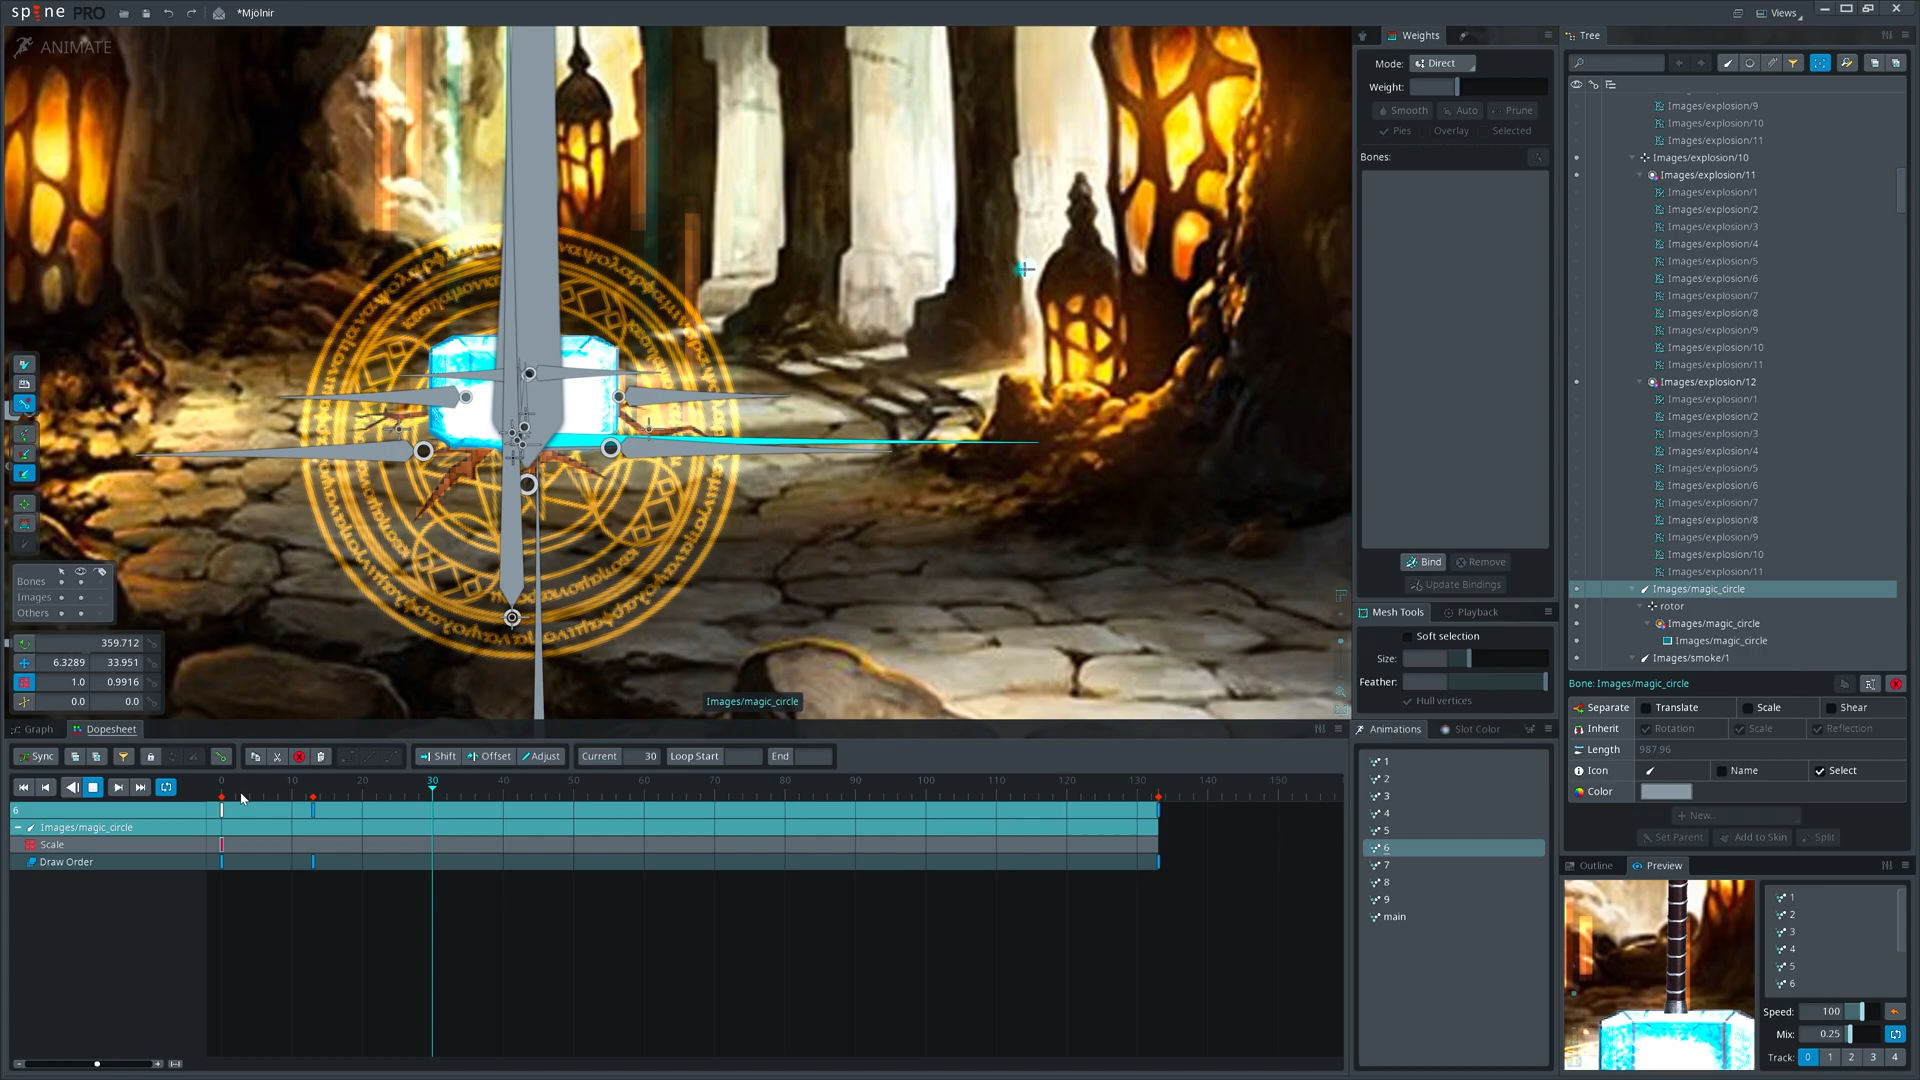 spine PRO
*Mjölnir
Views
ANIMATE
Images/magic_circle
Bones
Images
Others
359.712
6.3289 33.951
1.0 0.9916
0.0 0.0
Weights
Mode: Direct
Weight:
Smooth Auto Prune
Pies Overlay Selected
Bones:
Bind Remove
Update Bindings
Mesh Tools Playback
Soft selection
Size:
Feather:
Hull vertices
Tree
Images/explosion/9
Images/explosion/10
Images/explosion/11
Images/explosion/10
Images/explosion/11
Images/explosion/1
Images/explosion/2
Images/explosion/3
Images/explosion/4
Images/explosion/5
Images/explosion/6
Images/explosion/7
Images/explosion/8
Images/explosion/9
Images/explosion/10
Images/explosion/11
Images/explosion/12
Images/explosion/1
Images/explosion/2
Images/explosion/3
Images/explosion/4
Images/explosion/5
Images/explosion/6
Images/explosion/7
Images/explosion/8
Images/explosion/9
Images/explosion/10
Images/explosion/11
Images/magic_circle
rotor
Images/magic_circle
Images/magic_circle
Images/smoke/1
Bone: Images/magic_circle
Separate Translate Scale Shear
Inherit Rotation Scale Reflection
Length 987.96
Icon Name Select
Color
New...
Set Parent Add to Skin Split
Graph Dopesheet
Sync Shift Offset Adjust Current 30 Loop Start End
0 10 20 30 40 50 60 70 80 90 100 110 120 130 140 150
6
Images/magic_circle
Scale
Draw Order
Animations Slot Color
1
2
3
4
5
6
7
8
9
main
Outline Preview
1
2
3
4
5
6
Speed: 100
Mix: 0.25
Track: 0 1 2 3 4